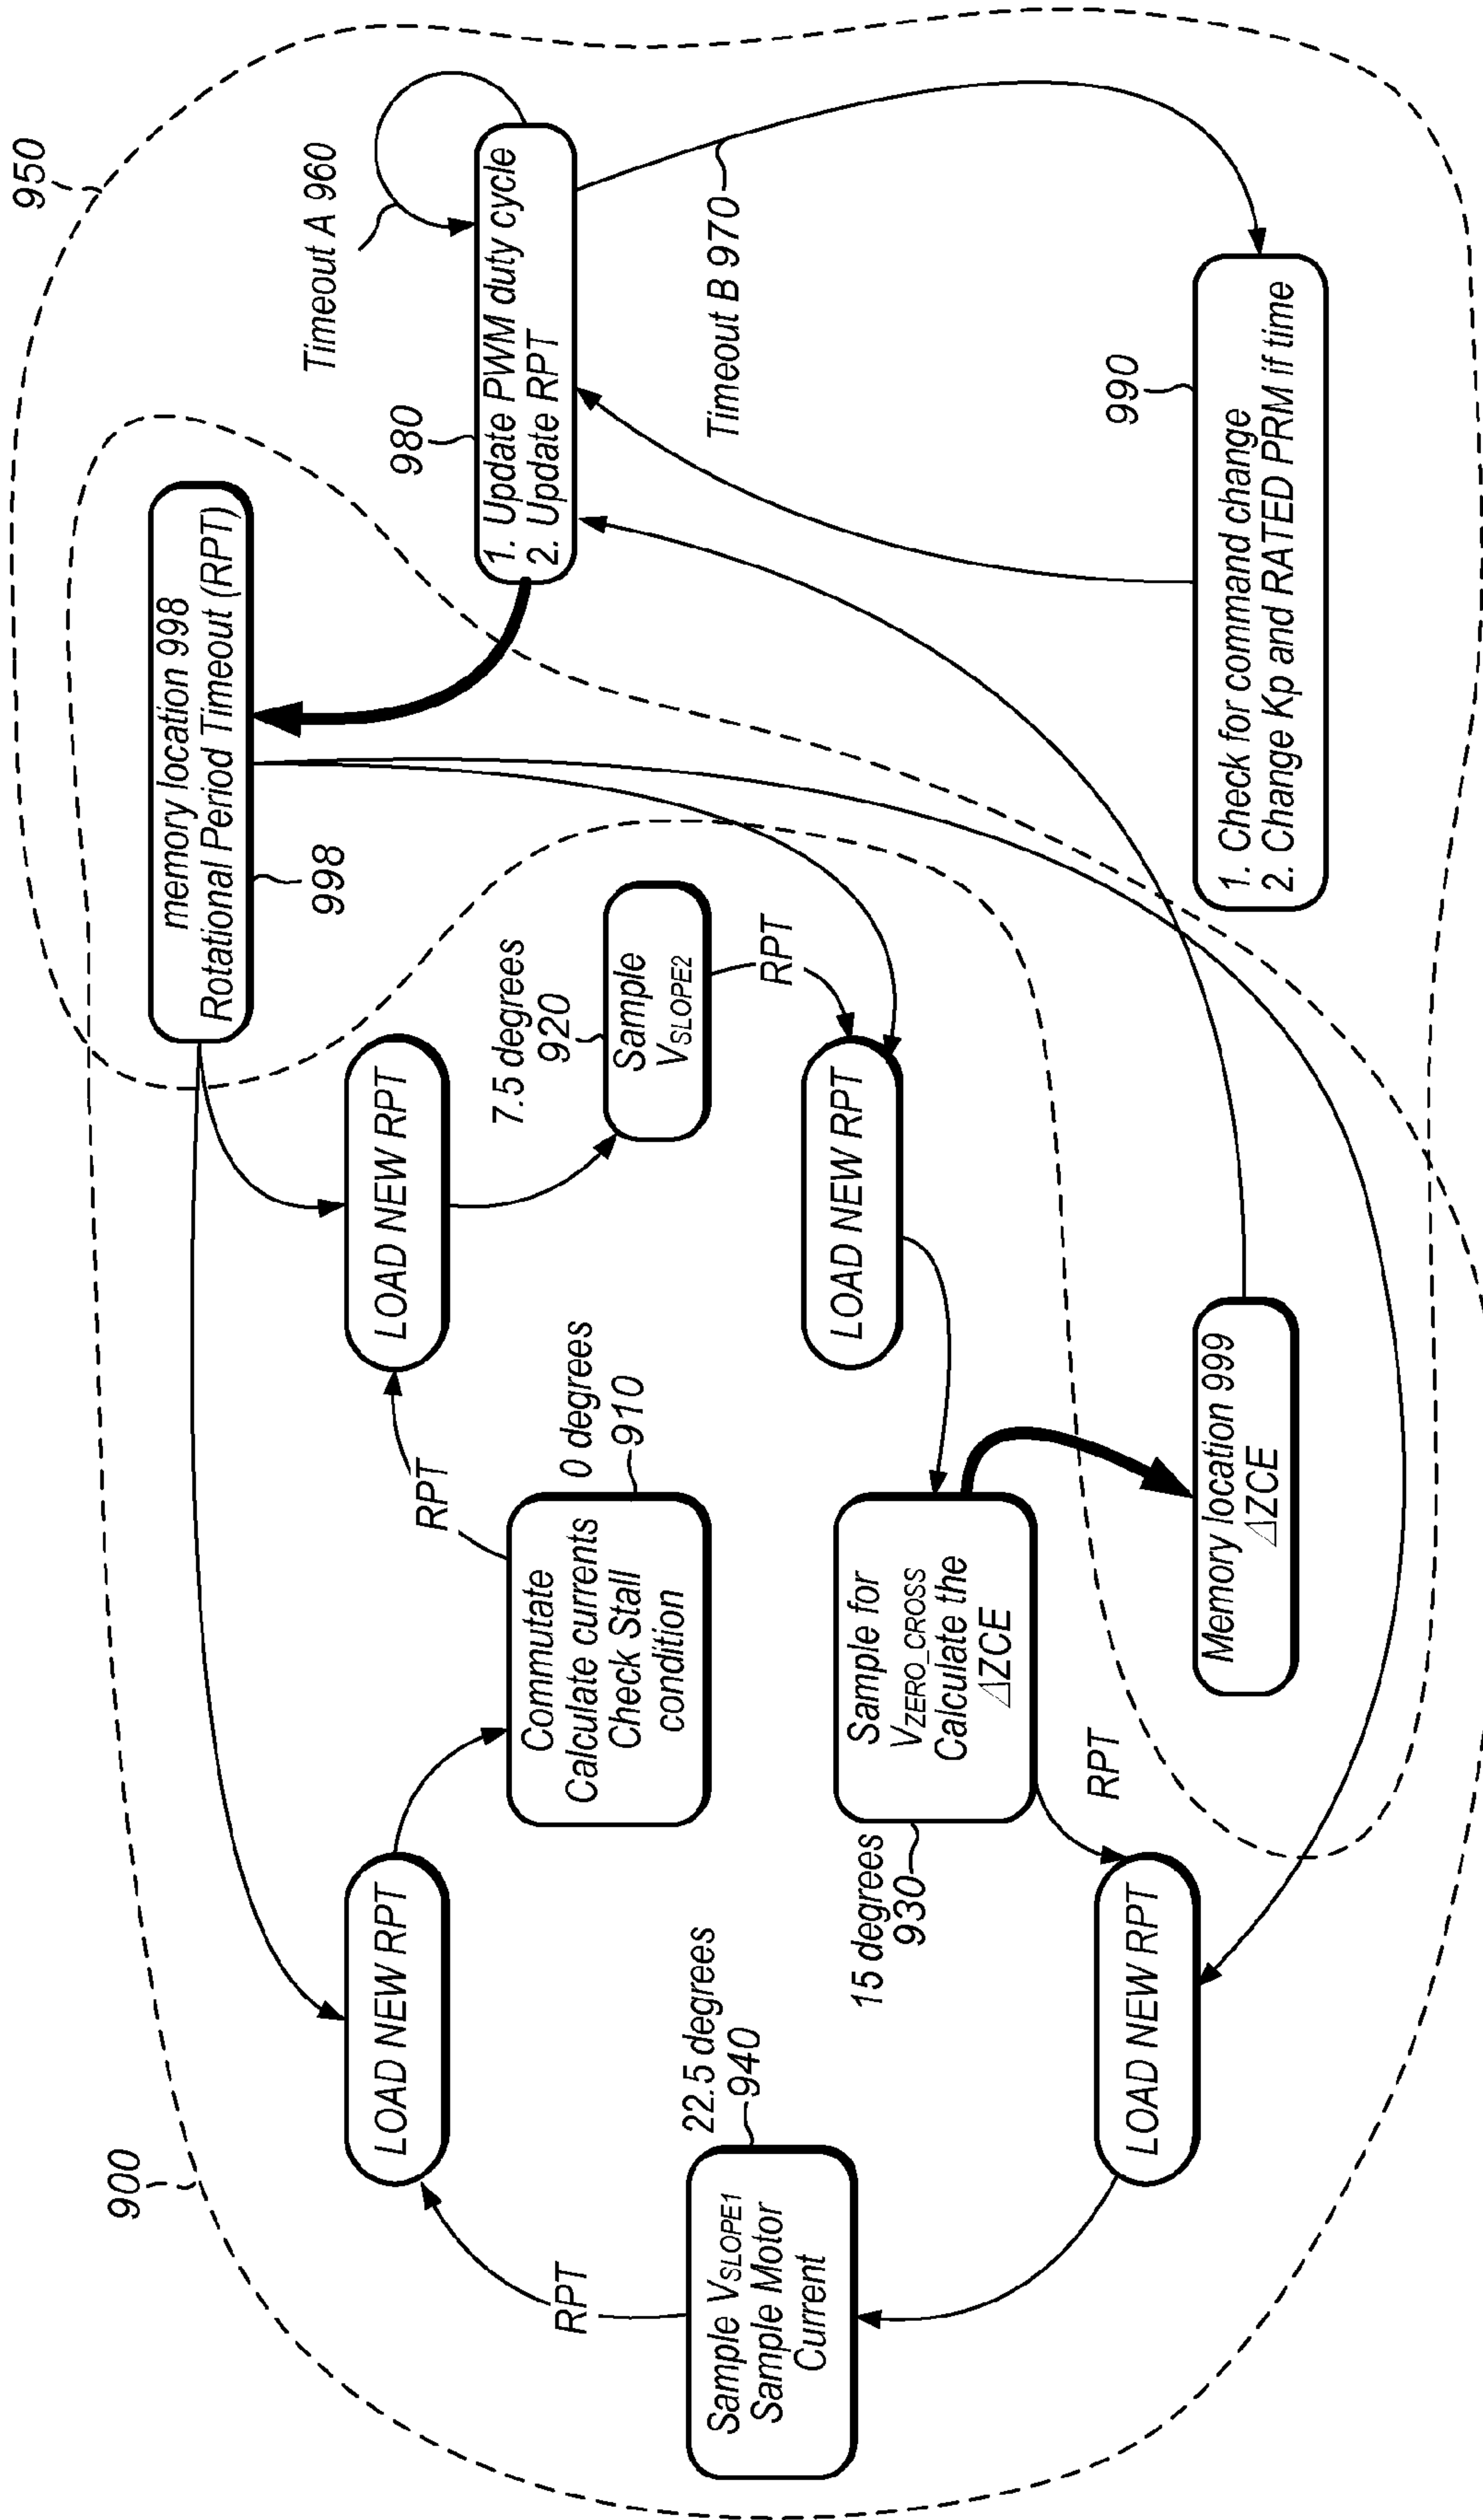 950
900
memory location 998
Rotational Period Timeout (RPT)
998
Timeout A 960
980
1. Update PWM duty cycle
2. Update RPT
Timeout B 970
LOAD NEW RPT
LOAD NEW RPT
RPT
7.5 degrees
920
Sample
VSLOPE2
RPT
0 degrees
910
Commutate
Calculate currents
Check Stall
condition
RPT
22.5 degrees
940
Sample VSLOPE1
Sample Motor
Current
LOAD NEW RPT
15 degrees
930
Sample for
VZERO_CROSS
Calculate the
ΔZCE
RPT
LOAD NEW RPT
Memory location 999
ΔZCE
990
1. Check for command change
2. Change Kp and RATED PRM if time